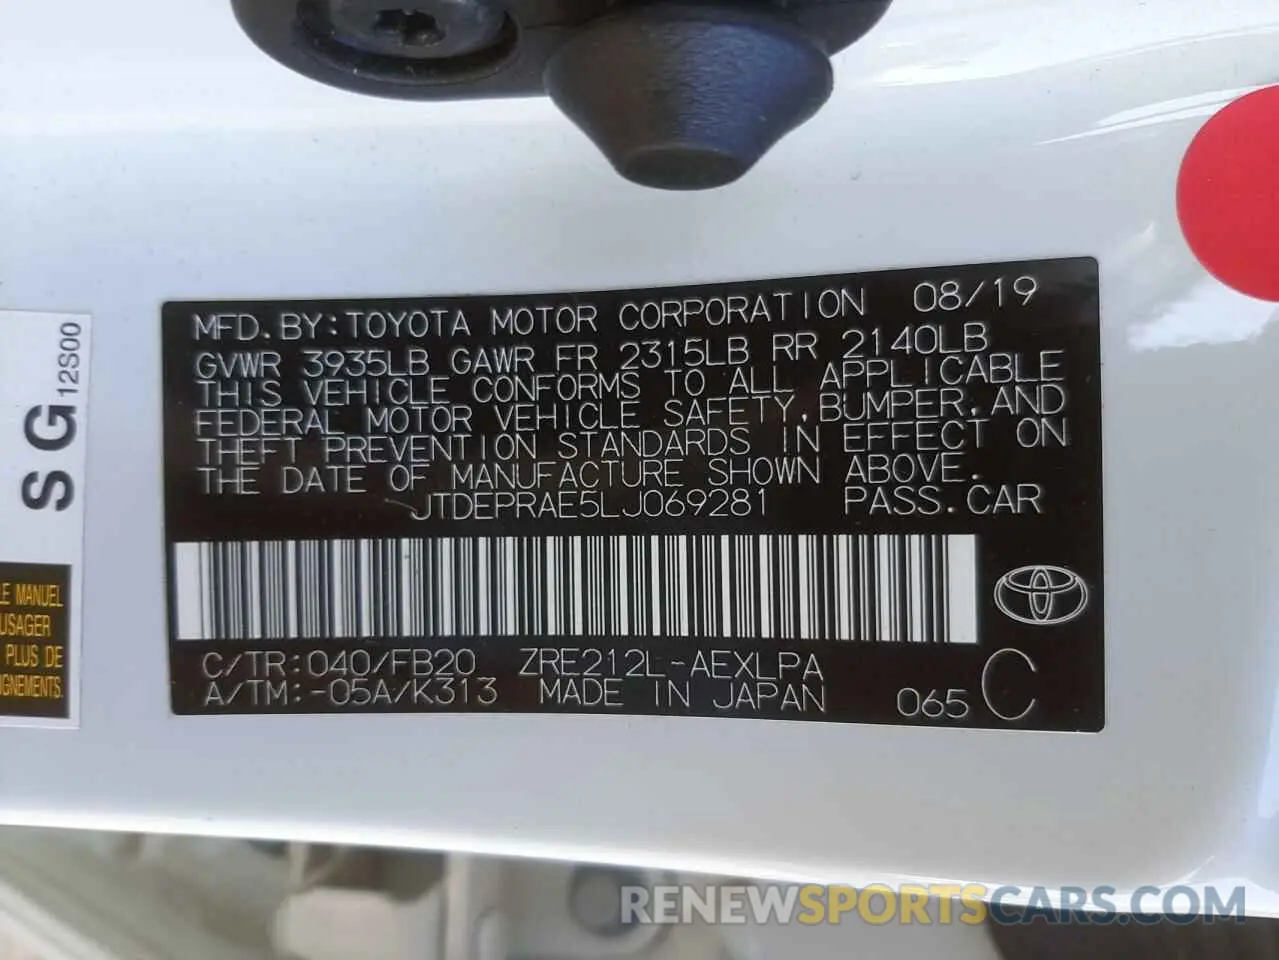 MFD.BY:TOYOTA MOTOR CORPORATION 08/19
GVWR 3935LB GAWR FR 2315LB RR 2140LB
THIS VEHICLE CONFORMS TO ALL APPLICABLE
FEDERAL MOTOR VEHICLE SAFETY,BUMPER,AND
THEFT PREVENTION STANDARDS IN EFFECT ON
THE DATE OF MANUFACTURE SHOWN ABOVE.
JTDEPRAE5LJ069281 PASS.CAR
C/TR:040/FB20 ZRE212L-AEXLPA
A/TM:-05A/K313 MADE IN JAPAN 065 C
SG 12S00
LE MANUEL
USAGER
PLUS DE
IGNEMENTS.
RENEWSPORTSCARS.COM